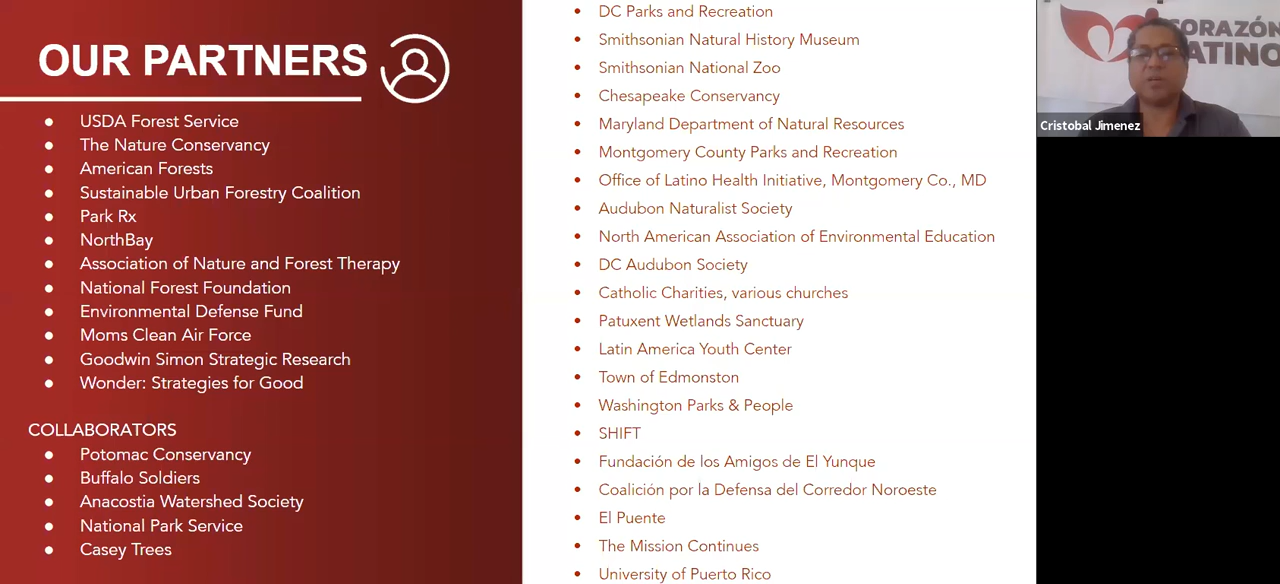 OUR PARTNERS
USDA Forest Service
The Nature Conservancy
American Forests
Sustainable Urban Forestry Coalition
Park Rx
NorthBay
Association of Nature and Forest Therapy
National Forest Foundation
Environmental Defense Fund
Moms Clean Air Force
Goodwin Simon Strategic Research
Wonder: Strategies for Good
COLLABORATORS
Potomac Conservancy
Buffalo Soldiers
Anacostia Watershed Society
National Park Service
Casey Trees
DC Parks and Recreation
Smithsonian Natural History Museum
Smithsonian National Zoo
Chesapeake Conservancy
Maryland Department of Natural Resources
Montgomery County Parks and Recreation
Office of Latino Health Initiative, Montgomery Co., MD
Audubon Naturalist Society
North American Association of Environmental Education
DC Audubon Society
Catholic Charities, various churches
Patuxent Wetlands Sanctuary
Latin America Youth Center
Town of Edmonston
Washington Parks & People
SHIFT
Fundación de los Amigos de El Yunque
Coalición por la Defensa del Corredor Noroeste
El Puente
The Mission Continues
University of Puerto Rico
CORAZÓN
LATINO
Cristobal Jimenez